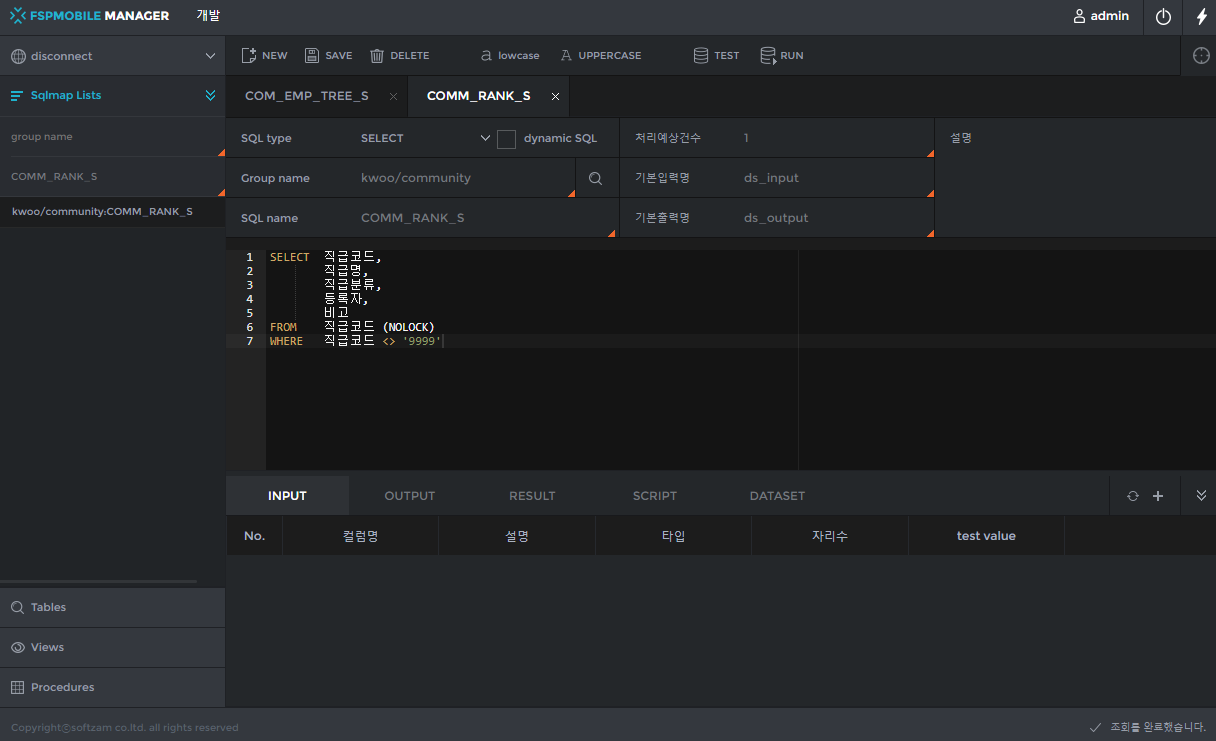 FSPMOBILE MANAGER 개발 admin
disconnect NEW SAVE DELETE a lowcase A UPPERCASE TEST RUN
Sqlmap Lists COM_EMP_TREE_S COMM_RANK_S
group name
COMM_RANK_S
kwoo/community:COMM_RANK_S
SQL type SELECT dynamic SQL 처리예상건수 1 설명
Group name kwoo/community 기본입력명 ds_input
SQL name COMM_RANK_S 기본출력명 ds_output
1 SELECT 직급코드,
2 직급명,
3 직급분류,
4 등록자,
5 비고
6 FROM 직급코드 (NOLOCK)
7 WHERE 직급코드 <> '9999'
INPUT OUTPUT RESULT SCRIPT DATASET
No. 컬럼명 설명 타입 자리수 test value
Tables
Views
Procedures
Copyrightⓒsoftzam co.ltd. all rights reserved 조회를 완료했습니다.